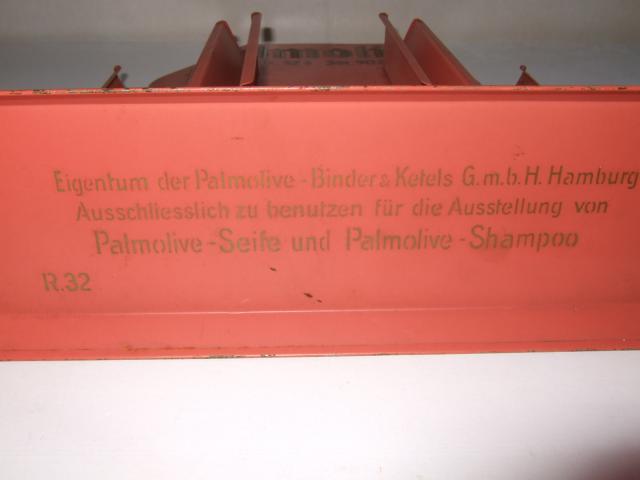 Eigentum der Palmolive-Binder & Ketels G.m.b.H. Hamburg
Ausschliesslich zu benutzen für die Ausstellung von
Palmolive-Seife und Palmolive-Shampoo
R.32